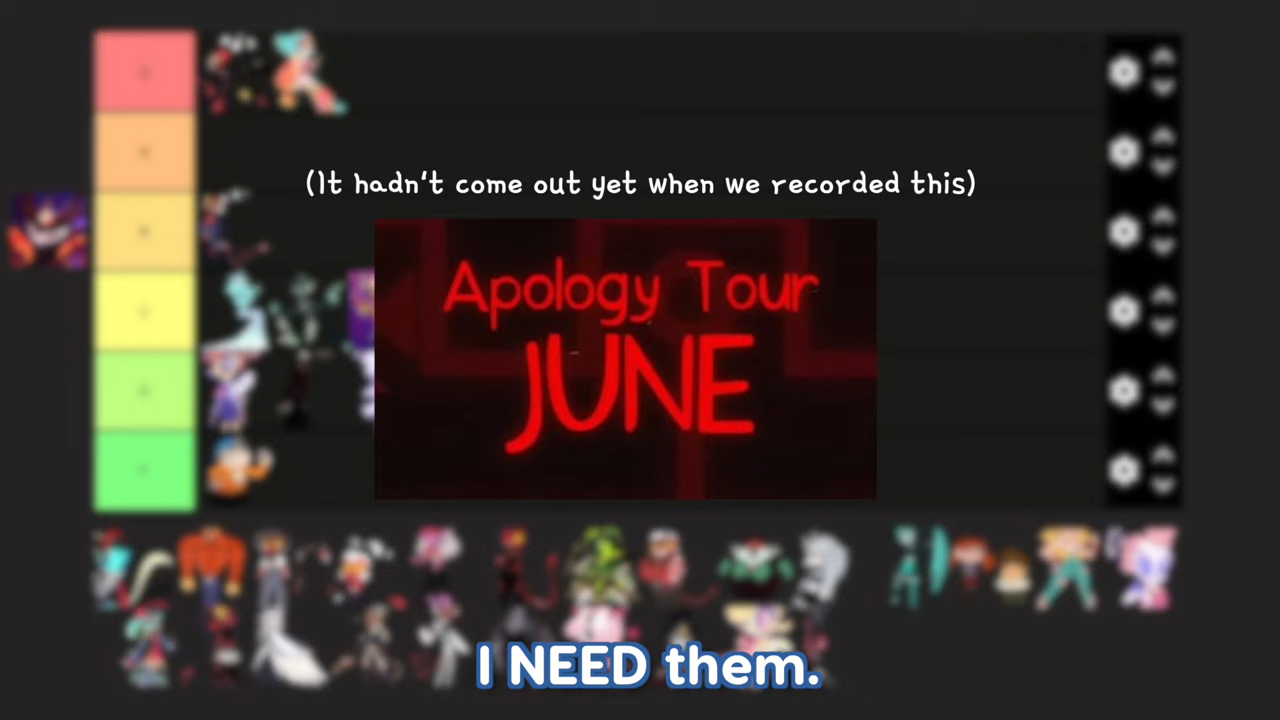 (It hadn't come out yet when we recorded this)
Apology Tour
JUNE
I NEED them.